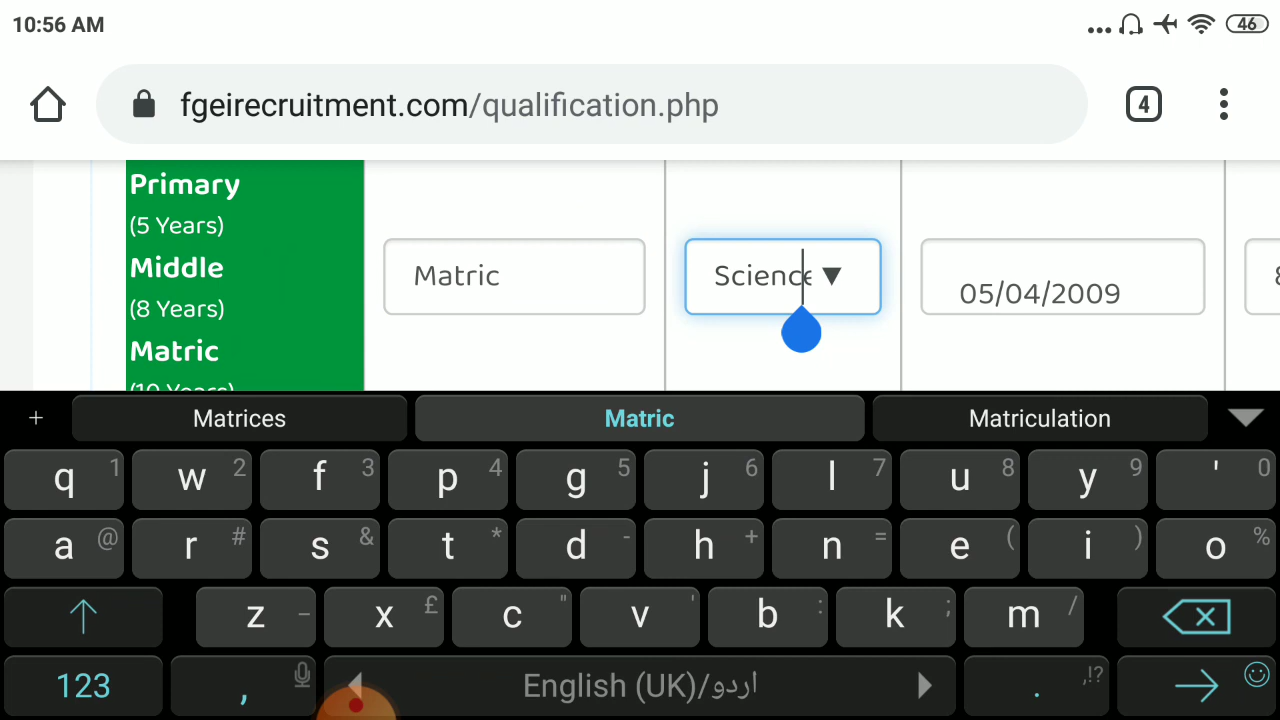 10:56 AM
46
fgeirecruitment.com/qualification.php
4
Primary
(5 Years)
Middle
(8 Years)
Matric
(10 Years)
Matric
Science ▼
05/04/2009
+ Matrices Matric Matriculation
q 1 w 2 f 3 p 4 g 5 j 6 l 7 u 8 y 9 ' 0
a @ r # s & t * d - h + n = e ( i ) o %
z _ x £ c " v ' b : k ; m /
123 , English (UK)/اردو . ,!?